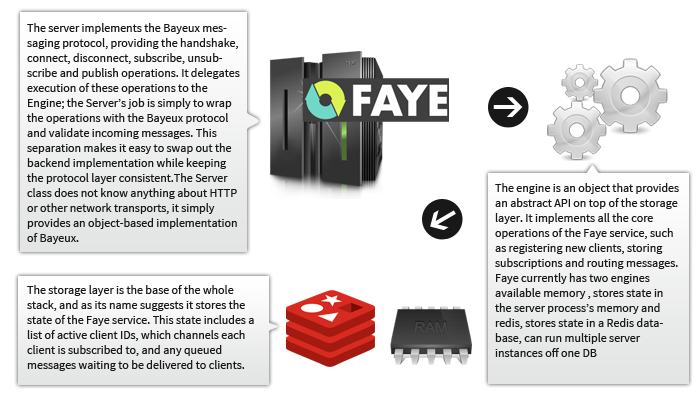 The server implements the Bayeux mes-
saging protocol, providing the handshake,
connect, disconnect, subscribe, unsub-
scribe and publish operations. It delegates
execution of these operations to the
Engine; the Server's job is simply to wrap
the operations with the Bayeux protocol
and validate incoming messages. This
separation makes it easy to swap out the
backend implementation while keeping
the protocol layer consistent.The Server
class does not know anything about HTTP
or other network transports, it simply
provides an object-based implementation
of Bayeux.
FAYE
The engine is an object that provides
an abstract API on top of the storage
layer. It implements all the core
operations of the Faye service, such
as registering new clients, storing
subscriptions and routing messages.
Faye currently has two engines
available memory , stores state in
the server process's memory and
redis, stores state in a Redis data-
base, can run multiple server
instances off one DB
The storage layer is the base of the whole
stack, and as its name suggests it stores the
state of the Faye service. This state includes a
list of active client IDs, which channels each
client is subscribed to, and any queued
messages waiting to be delivered to clients.
RAM